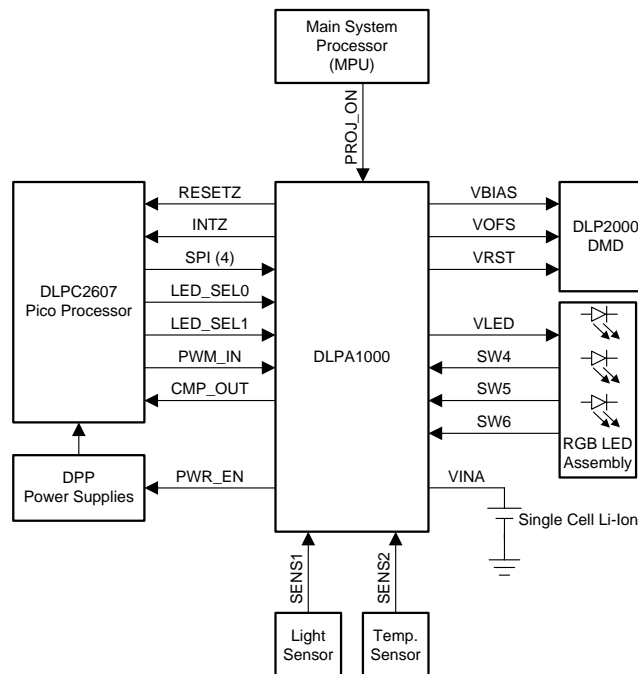 Main System
Processor
(MPU)
PROJ_ON
RESETZ
INTZ
SPI (4)
LED_SEL0
LED_SEL1
PWM_IN
CMP_OUT
DLPC2607
Pico Processor
DLPA1000
VBIAS
VOFS
VRST
DLP2000
DMD
VLED
SW4
SW5
SW6
RGB LED
Assembly
DPP
Power Supplies
PWR_EN
VINA
Single Cell Li-Ion
SENS1
SENS2
Light
Sensor
Temp.
Sensor